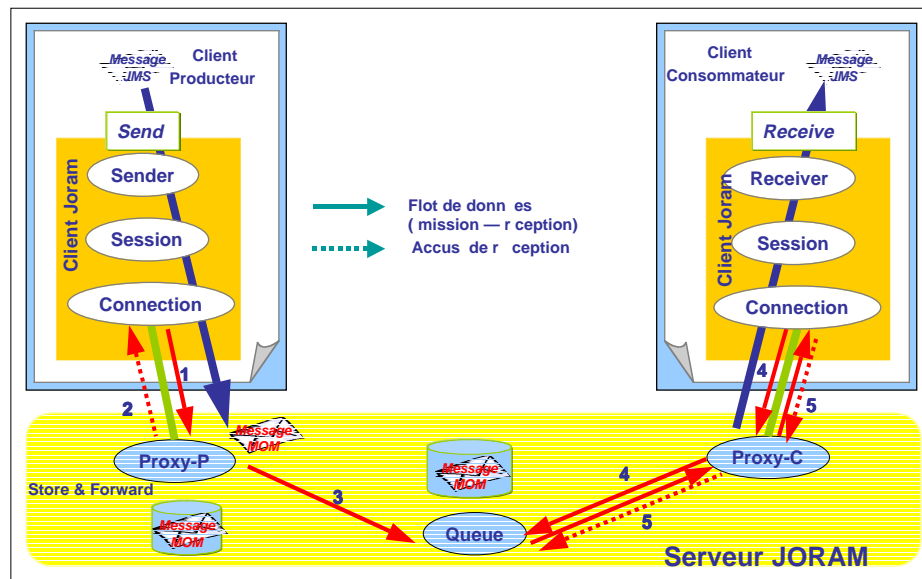 Message
JMS
Client
Producteur
Send
Sender
Session
Connection
Client Joram
Flot de donn es
( mission — r ception)
Accus de r ception
Client
Consommateur
Message
JMS
Receive
Receiver
Session
Connection
Client Joram
1
2
4
5
Message
MOM
Proxy-P
Store & Forward
Message
MOM
3
Message
MOM
Queue
4
5
Proxy-C
Serveur JORAM